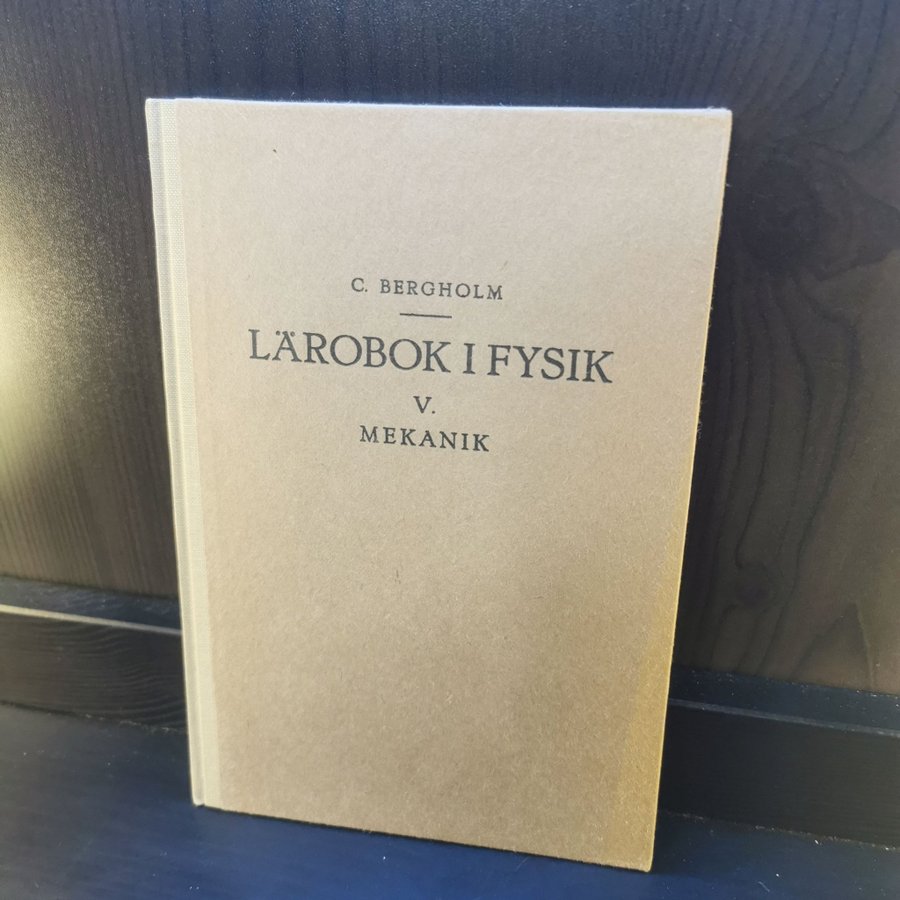 C. BERGHOLM
LÄROBOK I FYSIK
V.
MEKANIK